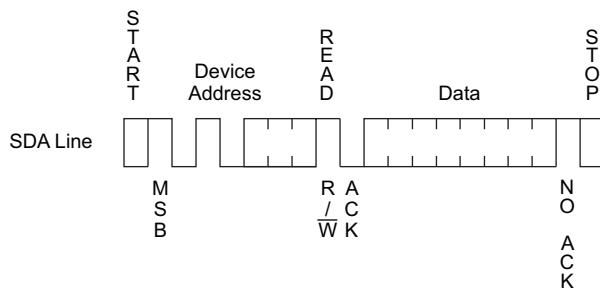 START
READ
STOP
Device
Address
Data
SDA Line
MSB
R/W
ACK
NO ACK